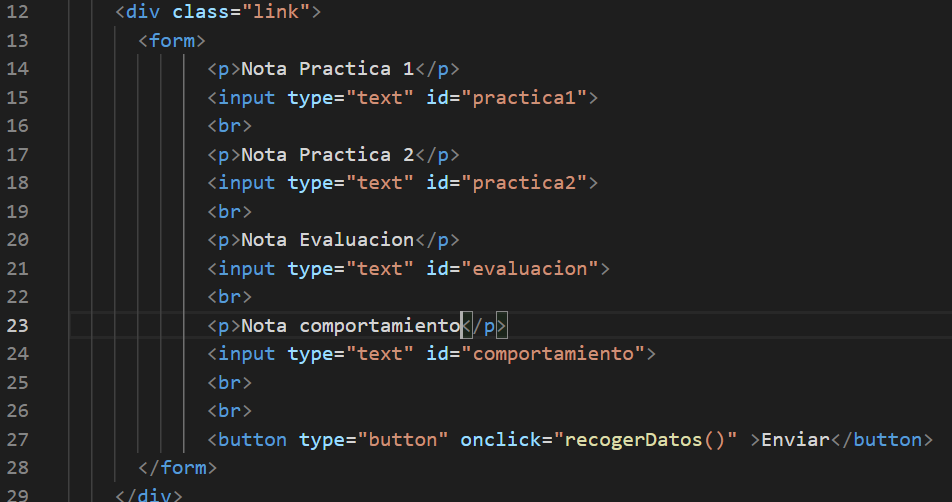 12 <div class="link">
13 <form>
14 <p>Nota Practica 1</p>
15 <input type="text" id="practica1">
16 <br>
17 <p>Nota Practica 2</p>
18 <input type="text" id="practica2">
19 <br>
20 <p>Nota Evaluacion</p>
21 <input type="text" id="evaluacion">
22 <br>
23 <p>Nota comportamiento</p>
24 <input type="text" id="comportamiento">
25 <br>
26 <br>
27 <button type="button" onclick="recogerDatos()" >Enviar</button>
28 </form>
29 </div>